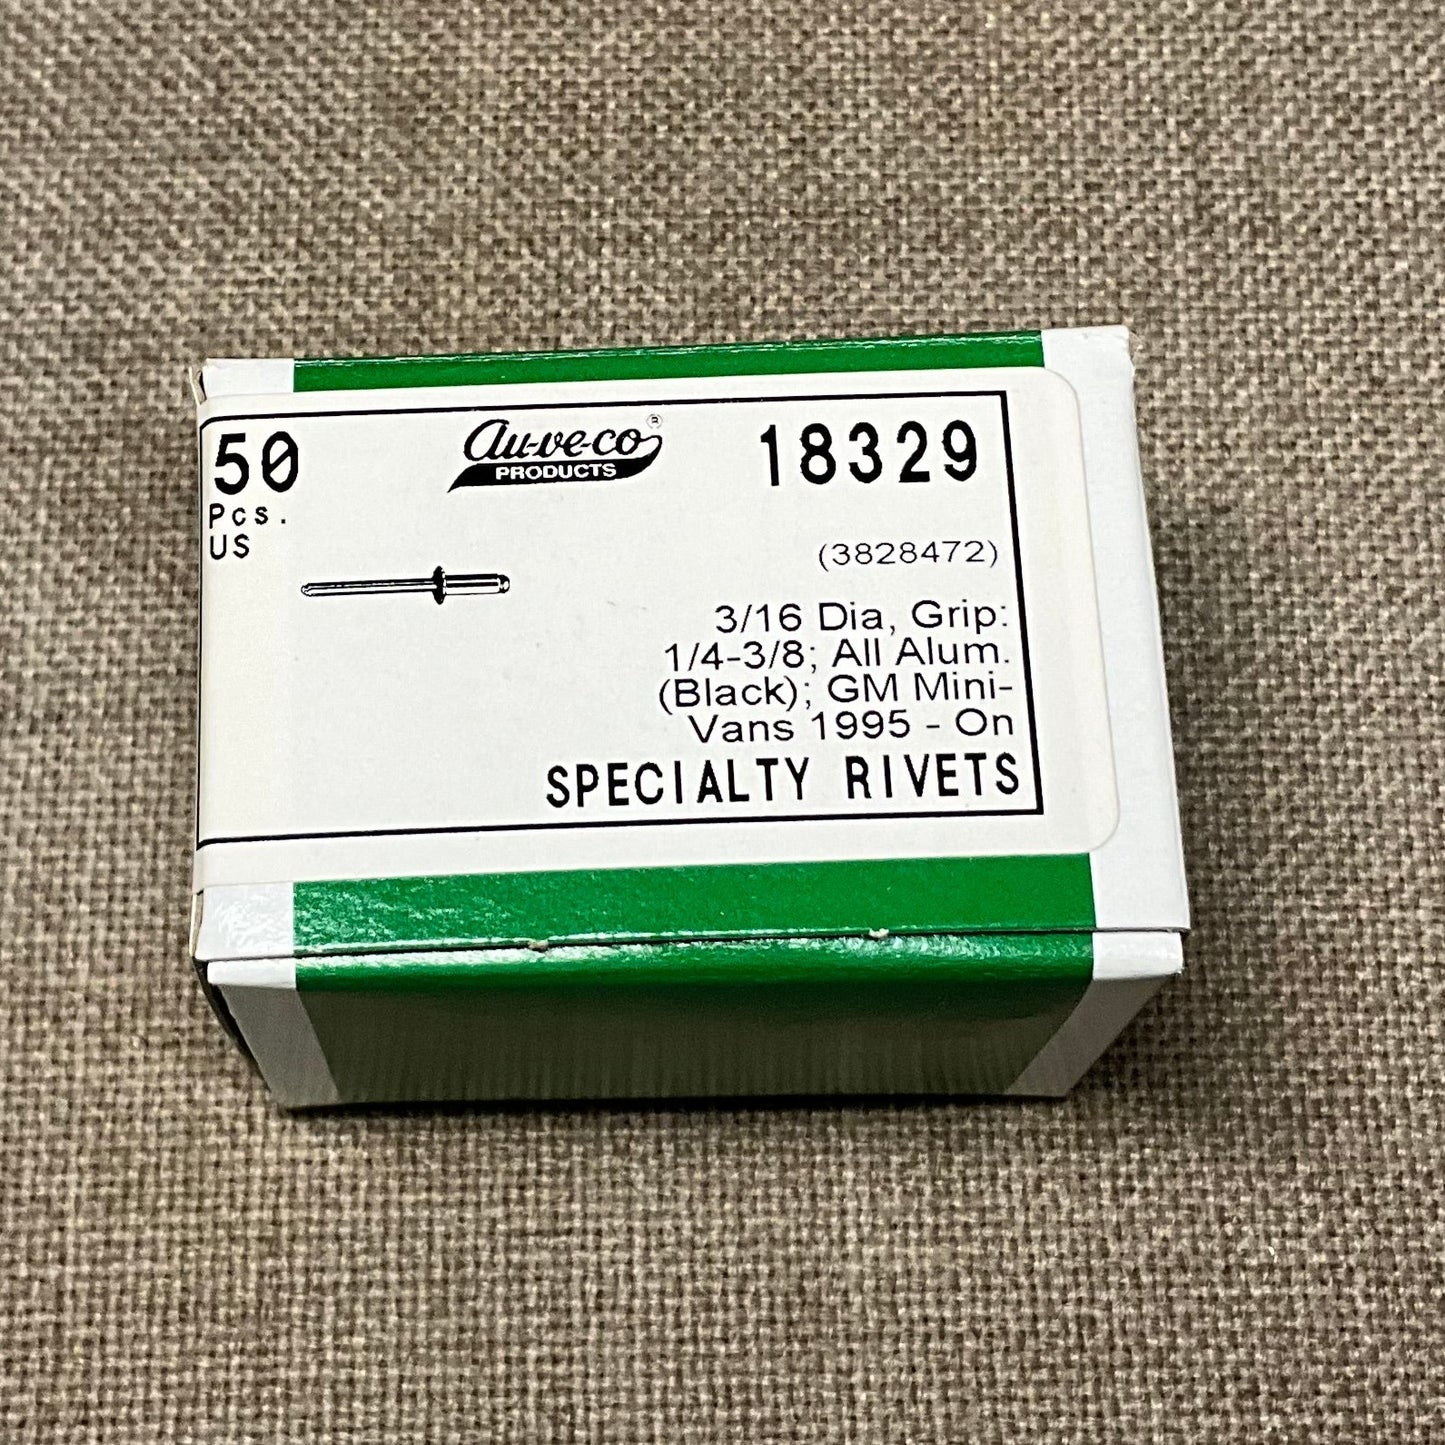 50
Pcs.
US
au-ve-co®
PRODUCTS
18329
(3828472)
3/16 Dia, Grip:
1/4-3/8; All Alum.
(Black); GM Mini-
Vans 1995 - On
SPECIALTY RIVETS